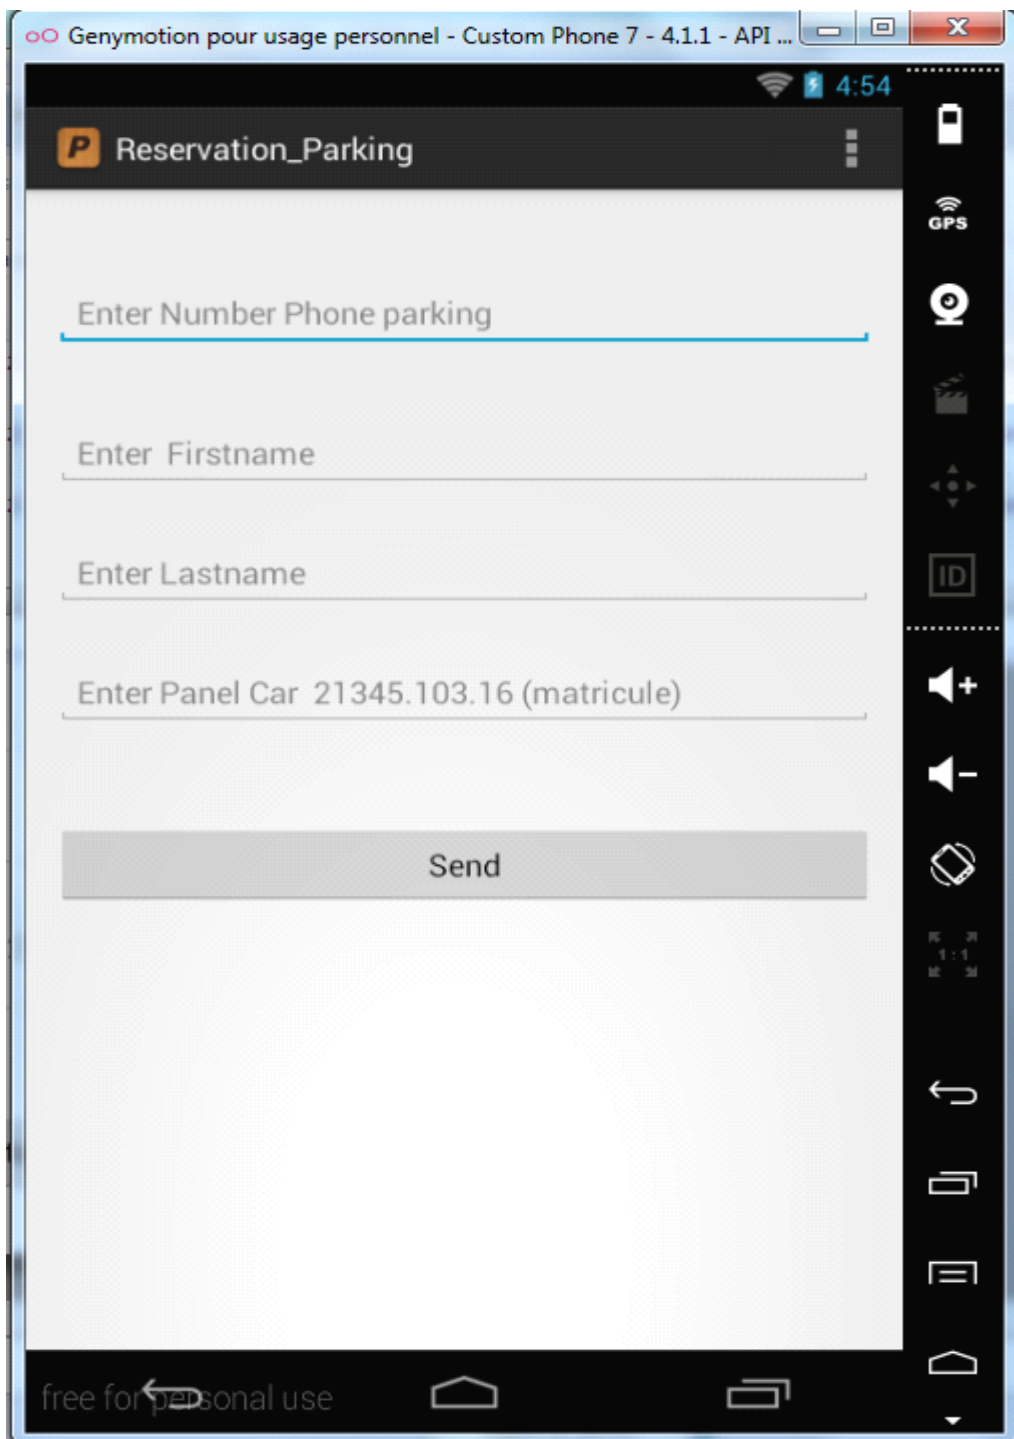 Genymotion pour usage personnel - Custom Phone 7 - 4.1.1 - API ...
4:54
P Reservation_Parking
GPS
Enter Number Phone parking
Enter  Firstname
Enter Lastname
ID
Enter Panel Car  21345.103.16 (matricule)
Send
1:1
free for personal use